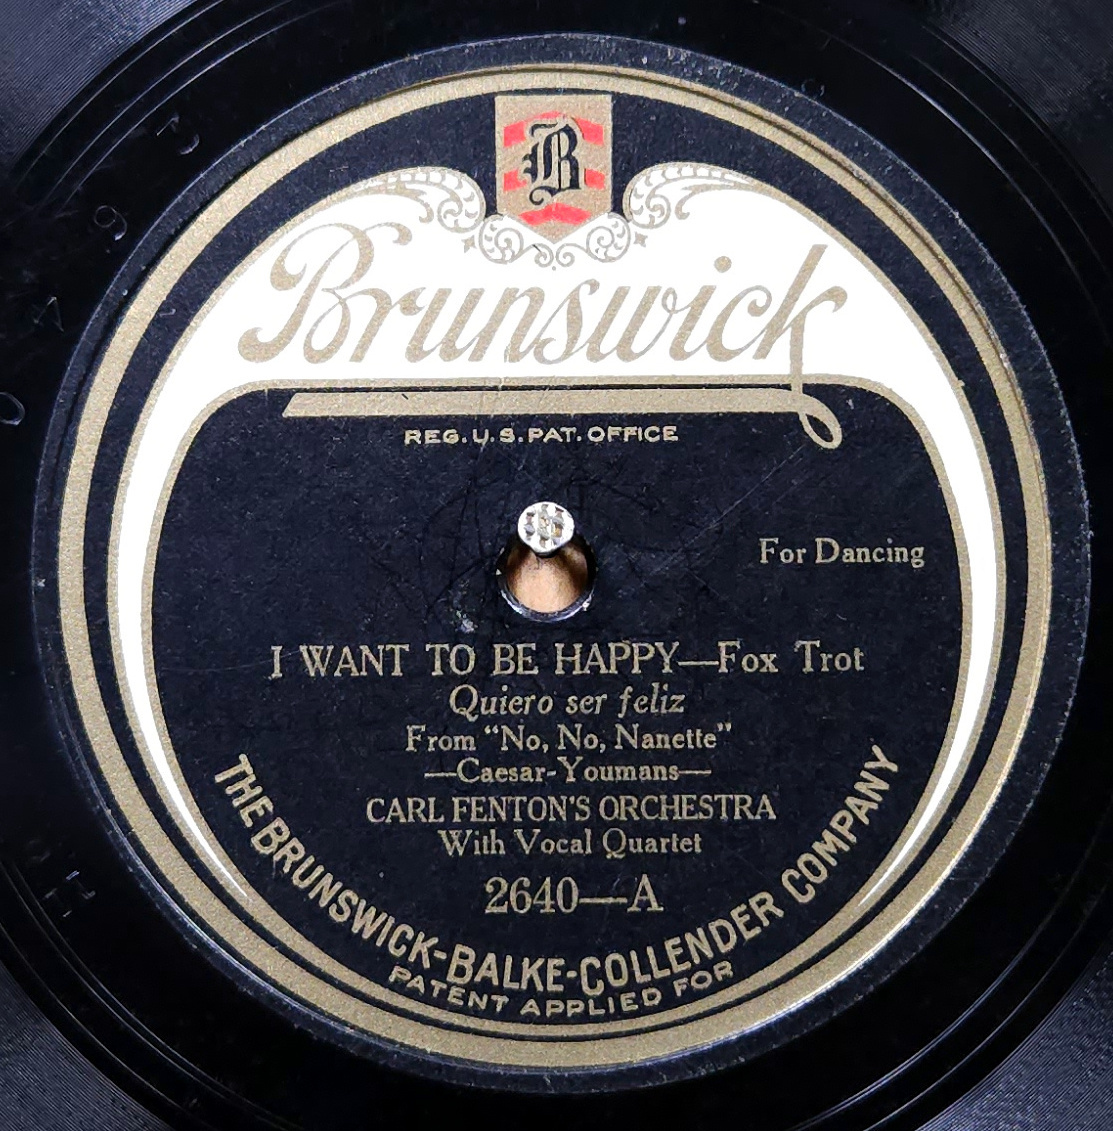 B
Brunswick
REG. U.S. PAT. OFFICE
For Dancing
I WANT TO BE HAPPY—Fox Trot
Quiero ser feliz
From "No, No, Nanette"
—Caesar-Youmans—
CARL FENTON'S ORCHESTRA
With Vocal Quartet
2640—A
THE BRUNSWICK-BALKE-COLLENDER COMPANY
PATENT APPLIED FOR